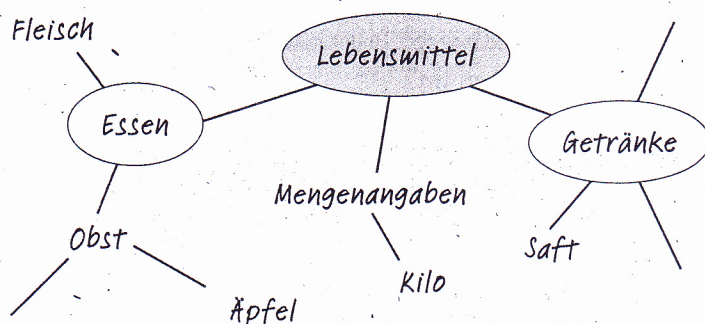 Fleisch
Lebensmittel
Essen
Getränke
Mengenangaben
Obst
Saft
Kilo
Äpfel